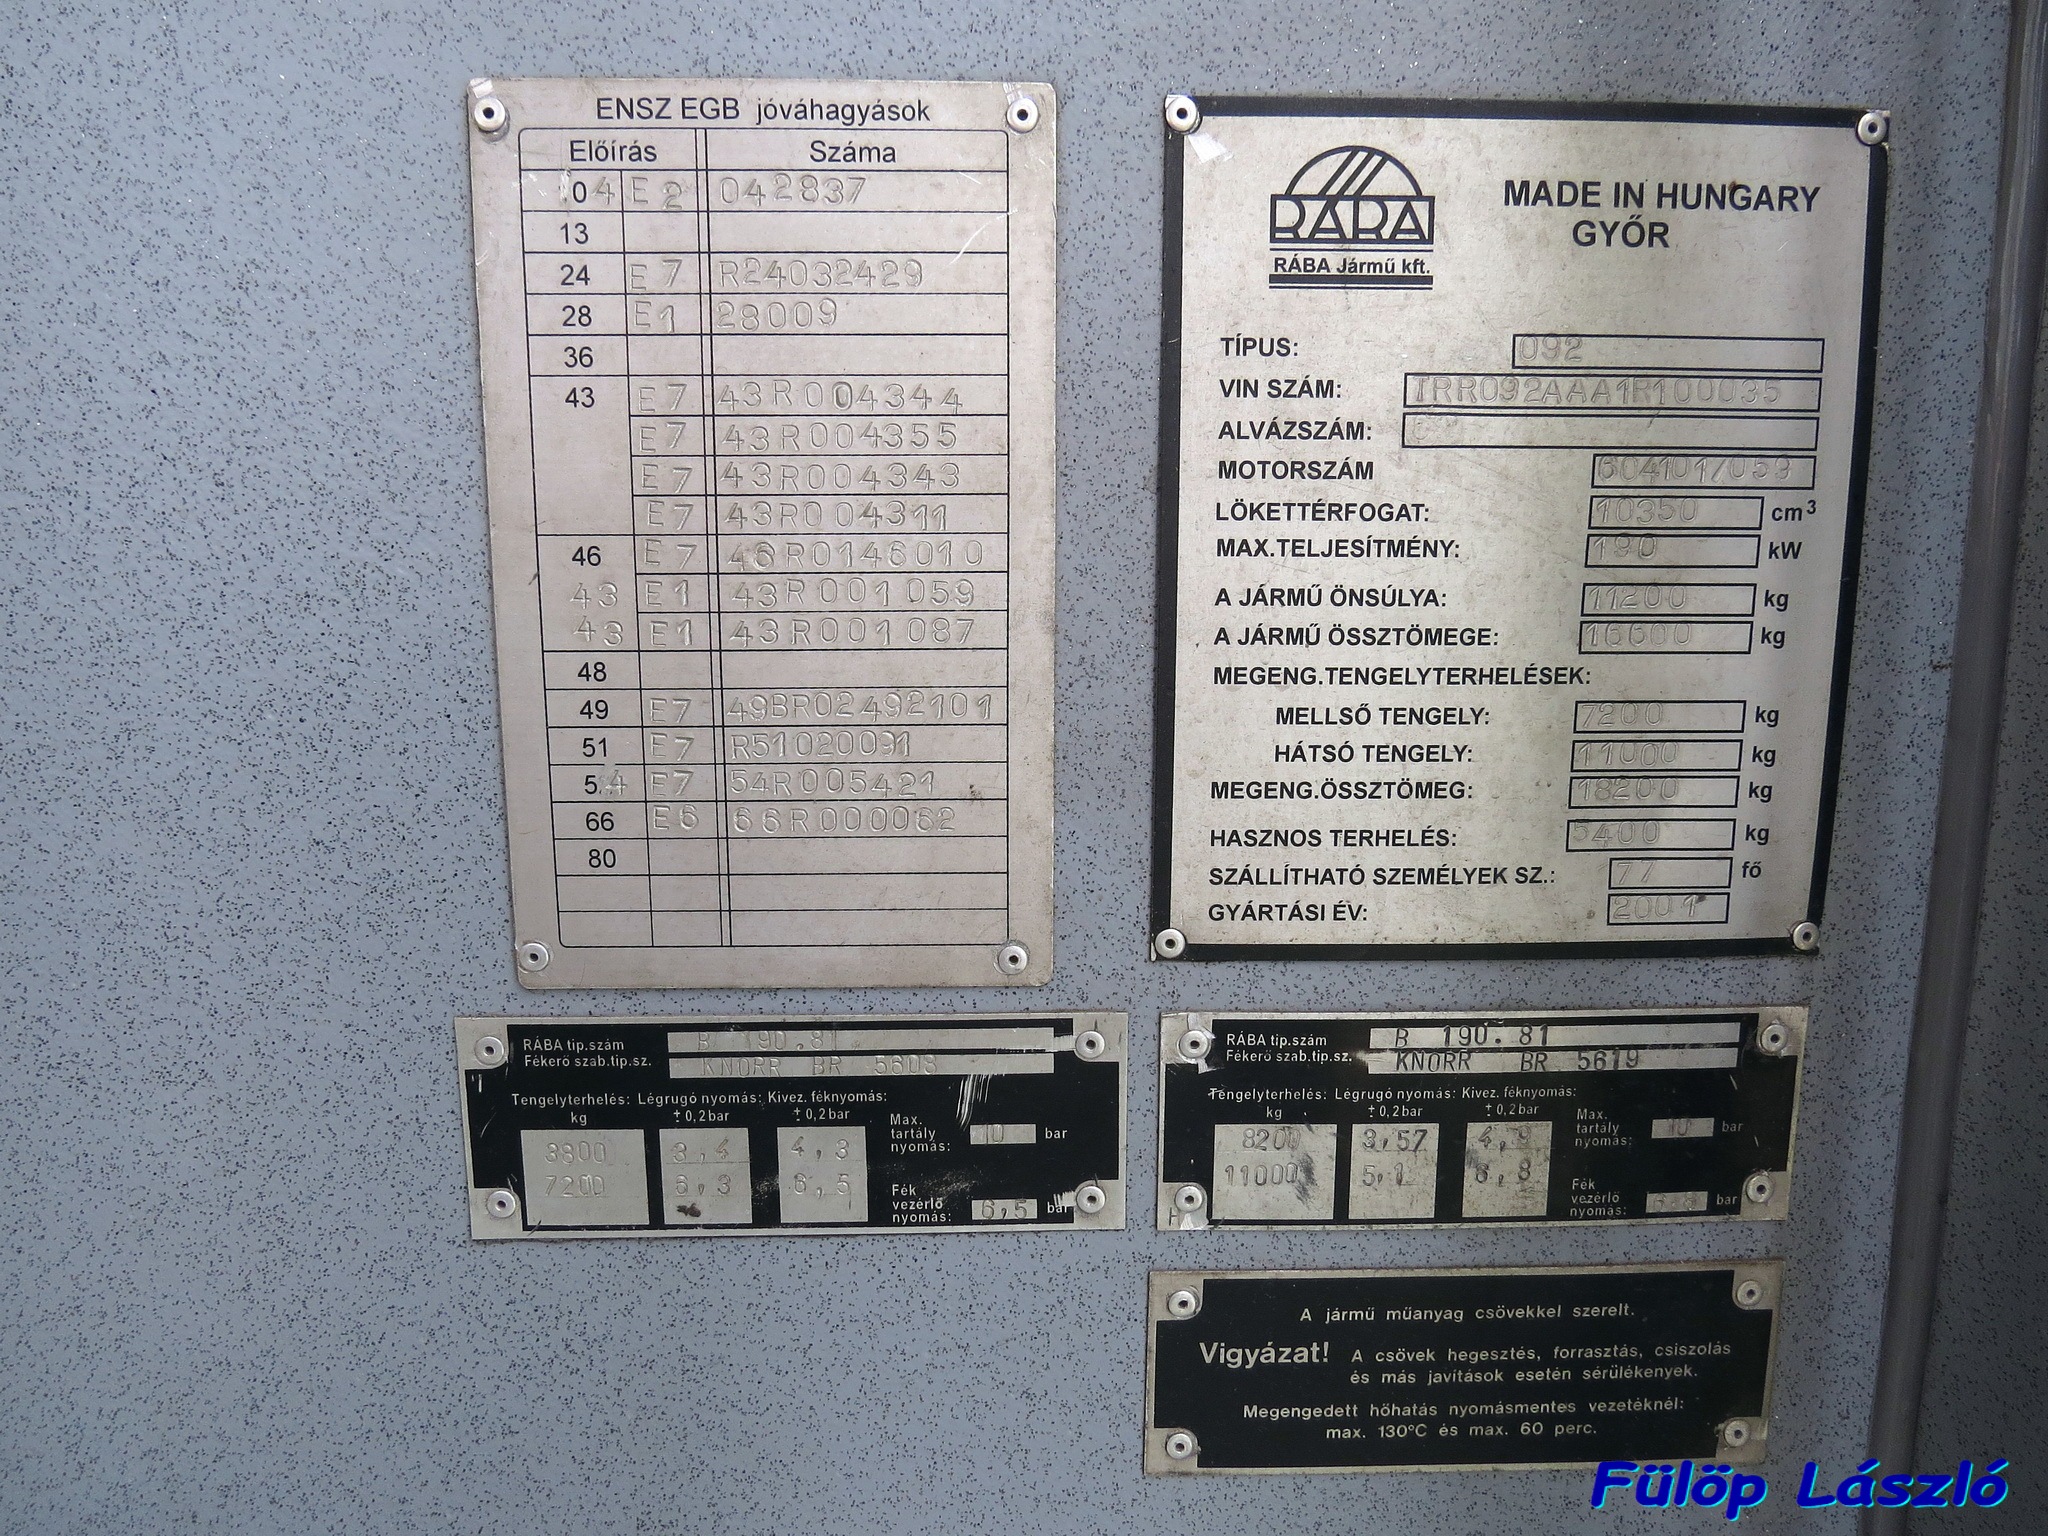 ENSZ EGB jóváhagyások
Előírás Száma
04 E2 042837
13
24 E7 R24032429
28 E1 28009
36
43 E7 43R004344
E7 43R004355
E7 43R004343
E7 43R004311
46 E7 46R0146010
43 E1 43R001059
43 E1 43R001087
48
49 E7 49BR02492101
51 E7 R51020091
54 E7 54R005421
66 E6 66R000062
80
RÁBA
RÁBA Jármű kft.
MADE IN HUNGARY
GYŐR
TÍPUS: 092
VIN SZÁM: TRR092AAA1R100035
ALVÁZSZÁM:
MOTORSZÁM 604101/059
LÖKETTÉRFOGAT: 10350 cm³
MAX.TELJESÍTMÉNY: 190 kW
A JÁRMŰ ÖNSÚLYA: 11200 kg
A JÁRMŰ ÖSSZTÖMEGE: 16600 kg
MEGENG.TENGELYTERHELÉSEK:
MELLSŐ TENGELY: 7200 kg
HÁTSÓ TENGELY: 11000 kg
MEGENG.ÖSSZTÖMEG: 18200 kg
HASZNOS TERHELÉS: 5400 kg
SZÁLLÍTHATÓ SZEMÉLYEK SZ.: 77 fő
GYÁRTÁSI ÉV: 2001
RÁBA tip.szám B 190.81
Fékerő szab.tip.sz. KNORR BR 5608
Tengelyterhelés: Légrugó nyomás: Kivez. féknyomás:
kg ± 0,2 bar ± 0,2 bar
3800 3,4 4,3
7200 6,3 6,5
Max.
tartály
nyomás: 10 bar
Fék
vezérlő
nyomás: 6,5 bar
RÁBA tip.szám B 190.81
Fékerő szab.tip.sz. KNORR BR 5619
Tengelyterhelés: Légrugó nyomás: Kivez. féknyomás:
kg ± 0,2 bar ± 0,2 bar
8200 3,57
11000 5,1
Max.
tartály
nyomás: 10 bar
Fék
vezérlő
nyomás: bar
A jármű műanyag csövekkel szerelt.
Vigyázat! A csövek hegesztés, forrasztás, csiszolás
és más javítások esetén sérülékenyek.
Megengedett hőhatás nyomásmentes vezetéknél:
max. 130°C és max. 60 perc.
Fülöp László